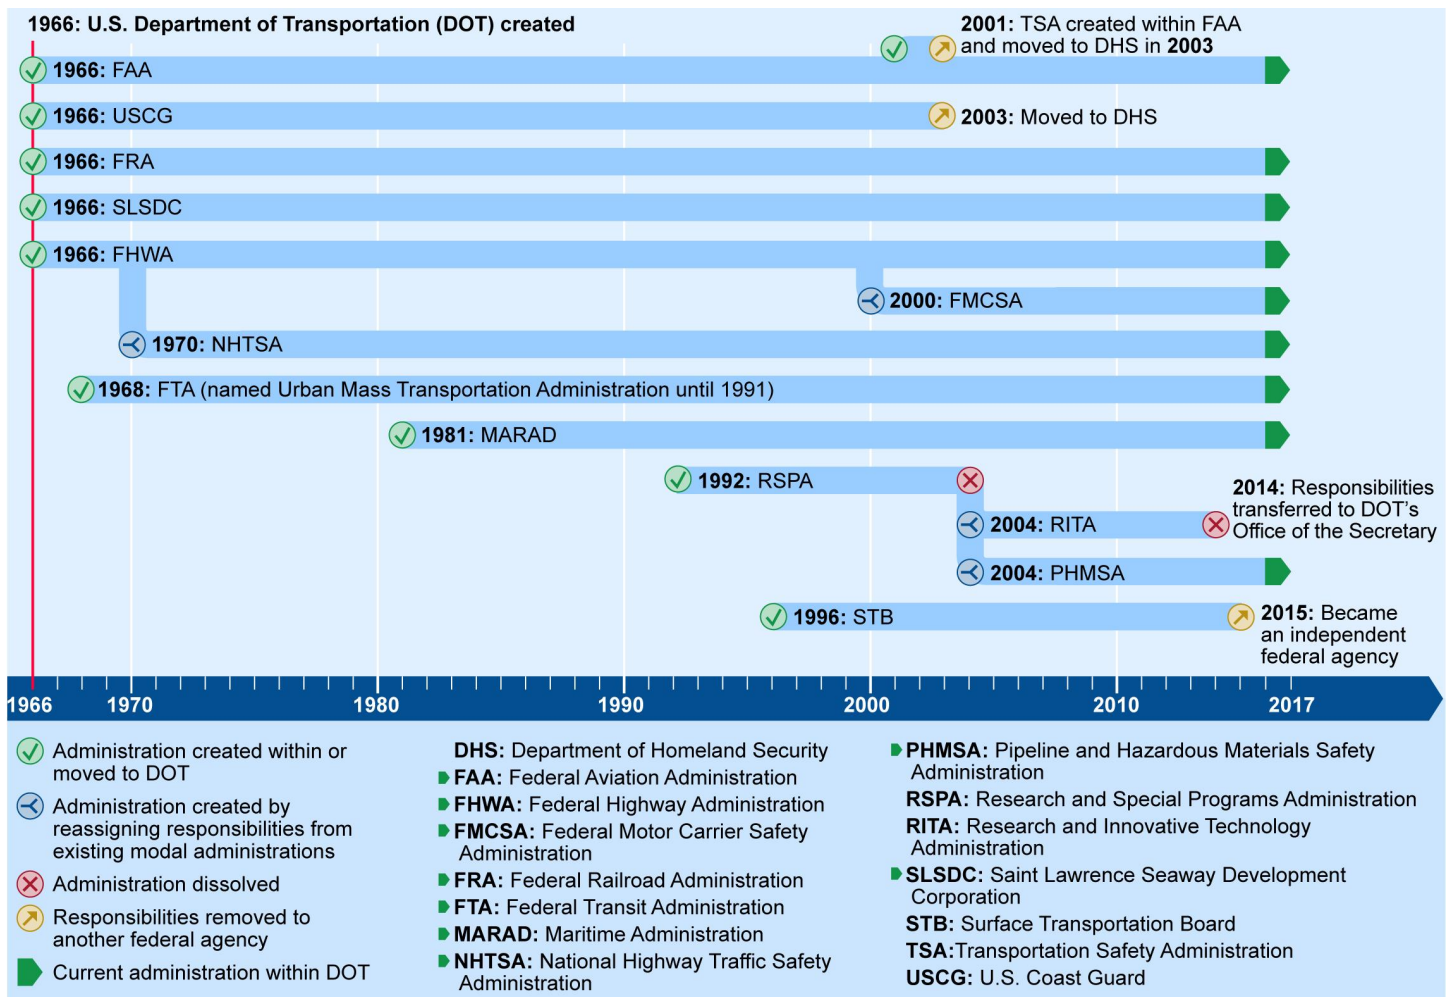 1966: U.S. Department of Transportation (DOT) created
2001: TSA created within FAA
and moved to DHS in 2003
1966: FAA
1966: USCG
2003: Moved to DHS
1966: FRA
1966: SLSDC
1966: FHWA
2000: FMCSA
1970: NHTSA
1968: FTA (named Urban Mass Transportation Administration until 1991)
1981: MARAD
1992: RSPA
2014: Responsibilities
transferred to DOT's
Office of the Secretary
2004: RITA
2004: PHMSA
1996: STB
2015: Became
an independent
federal agency
1966 1970 1980 1990 2000 2010 2017
Administration created within or
moved to DOT
Administration created by
reassigning responsibilities from
existing modal administrations
Administration dissolved
Responsibilities removed to
another federal agency
Current administration within DOT
DHS: Department of Homeland Security
FAA: Federal Aviation Administration
FHWA: Federal Highway Administration
FMCSA: Federal Motor Carrier Safety
Administration
FRA: Federal Railroad Administration
FTA: Federal Transit Administration
MARAD: Maritime Administration
NHTSA: National Highway Traffic Safety
Administration
PHMSA: Pipeline and Hazardous Materials Safety
Administration
RSPA: Research and Special Programs Administration
RITA: Research and Innovative Technology
Administration
SLSDC: Saint Lawrence Seaway Development
Corporation
STB: Surface Transportation Board
TSA:Transportation Safety Administration
USCG: U.S. Coast Guard